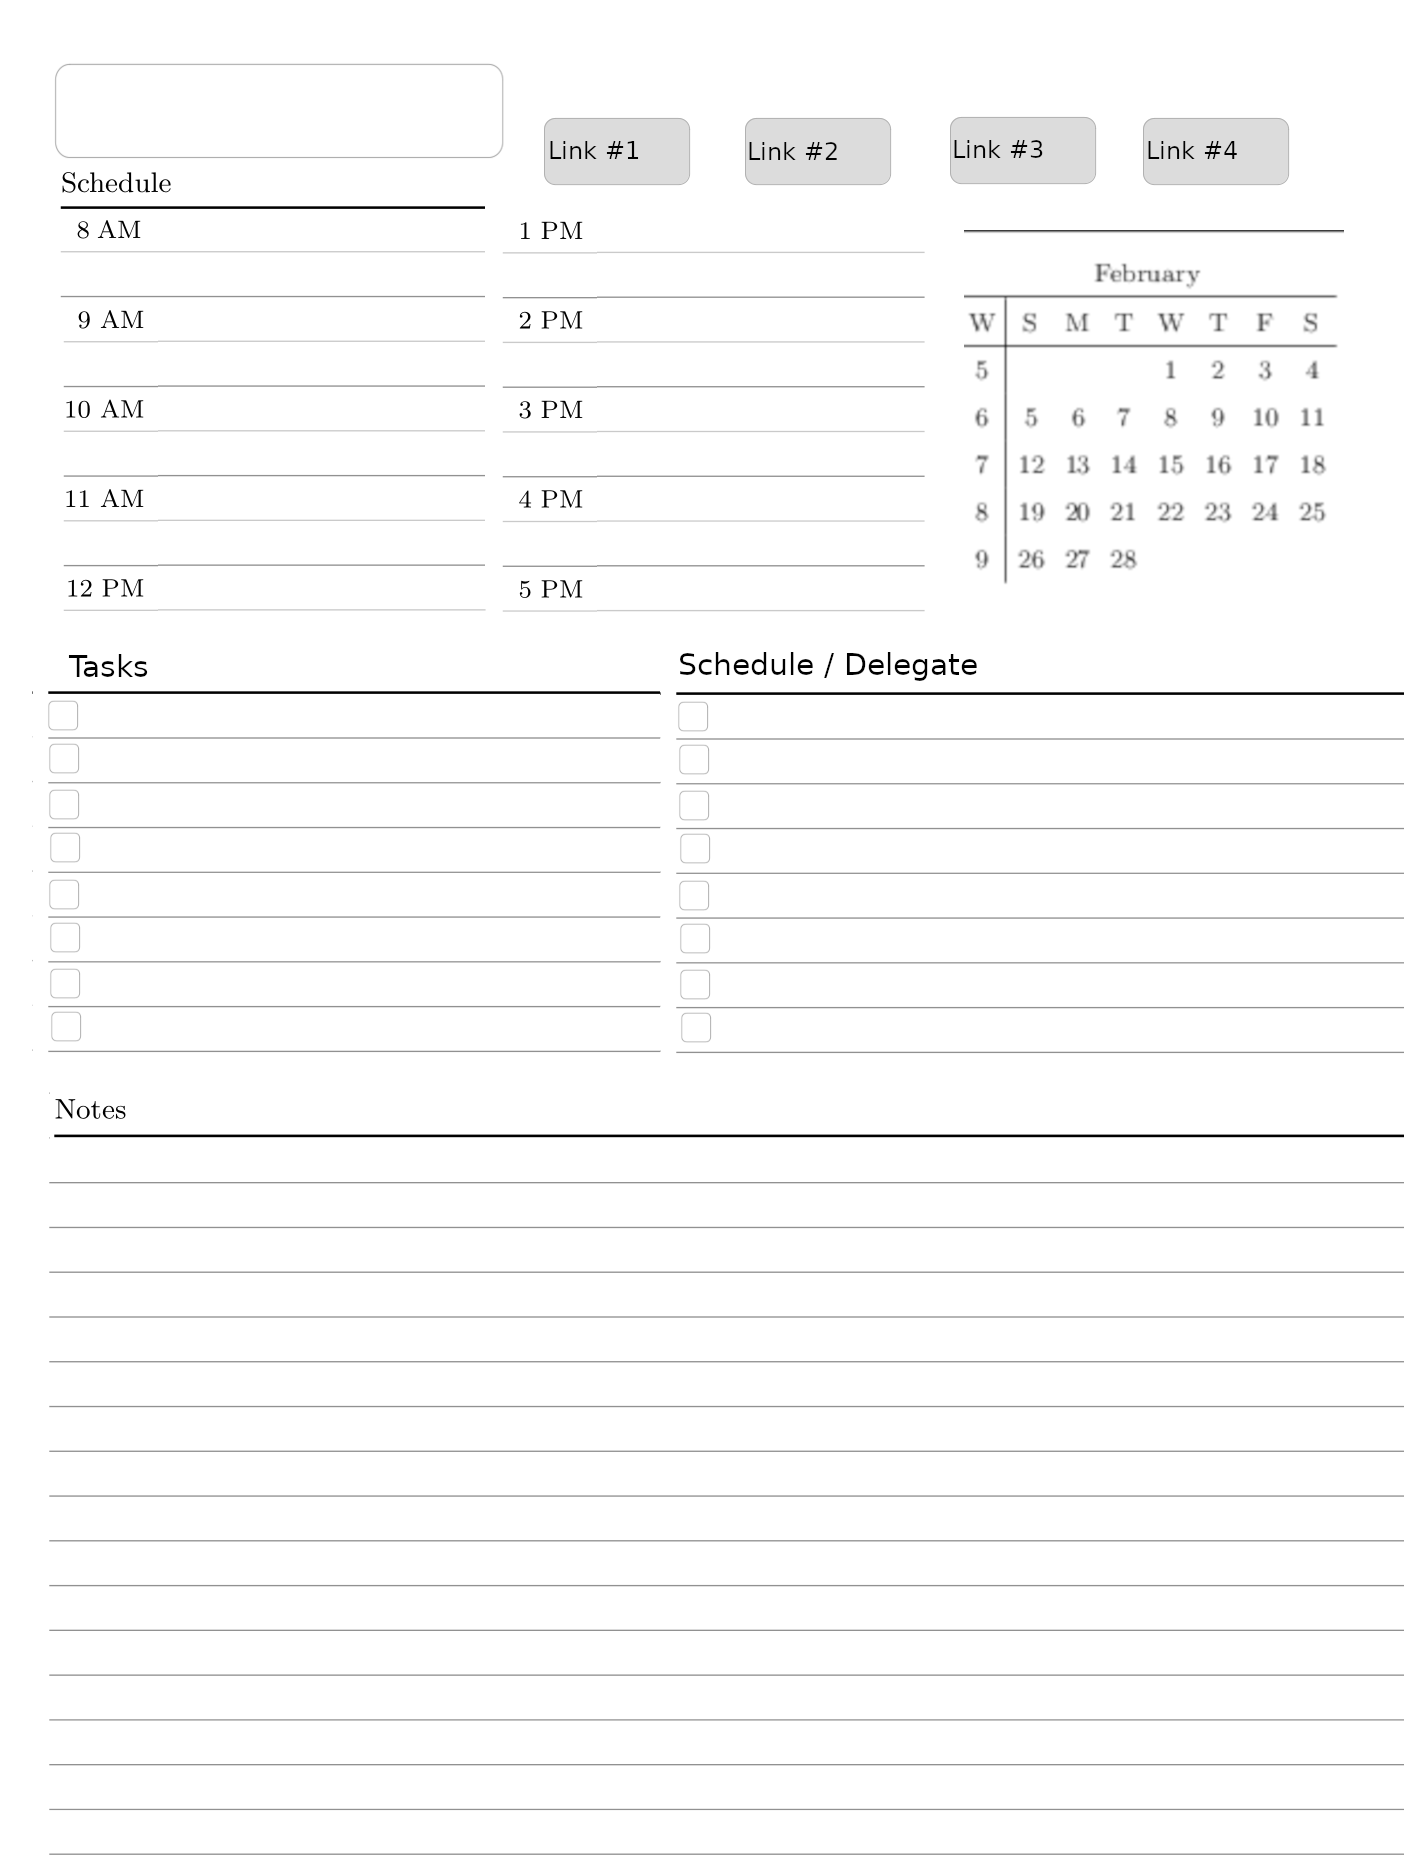 Link #1 Link #2 Link #3 Link #4
Schedule
8 AM
9 AM
10 AM
11 AM
12 PM
1 PM
2 PM
3 PM
4 PM
5 PM
February
W S M T W T F S
5 1 2 3 4
6 5 6 7 8 9 10 11
7 12 13 14 15 16 17 18
8 19 20 21 22 23 24 25
9 26 27 28
Tasks
Schedule / Delegate
Notes